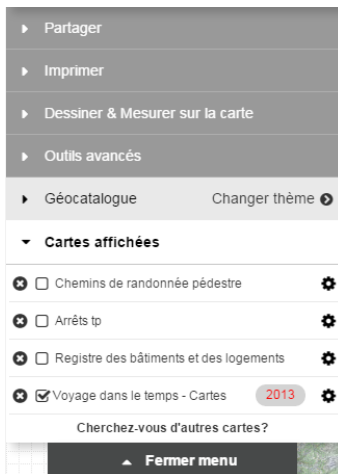 Partager
Imprimer
Dessiner & Mesurer sur la carte
Outils avancés
Géocatalogue Changer thème
Cartes affichées
Chemins de randonnée pédestre
Arrêts tp
Registre des bâtiments et des logements
Voyage dans le temps - Cartes 2013
Cherchez-vous d'autres cartes?
Fermer menu